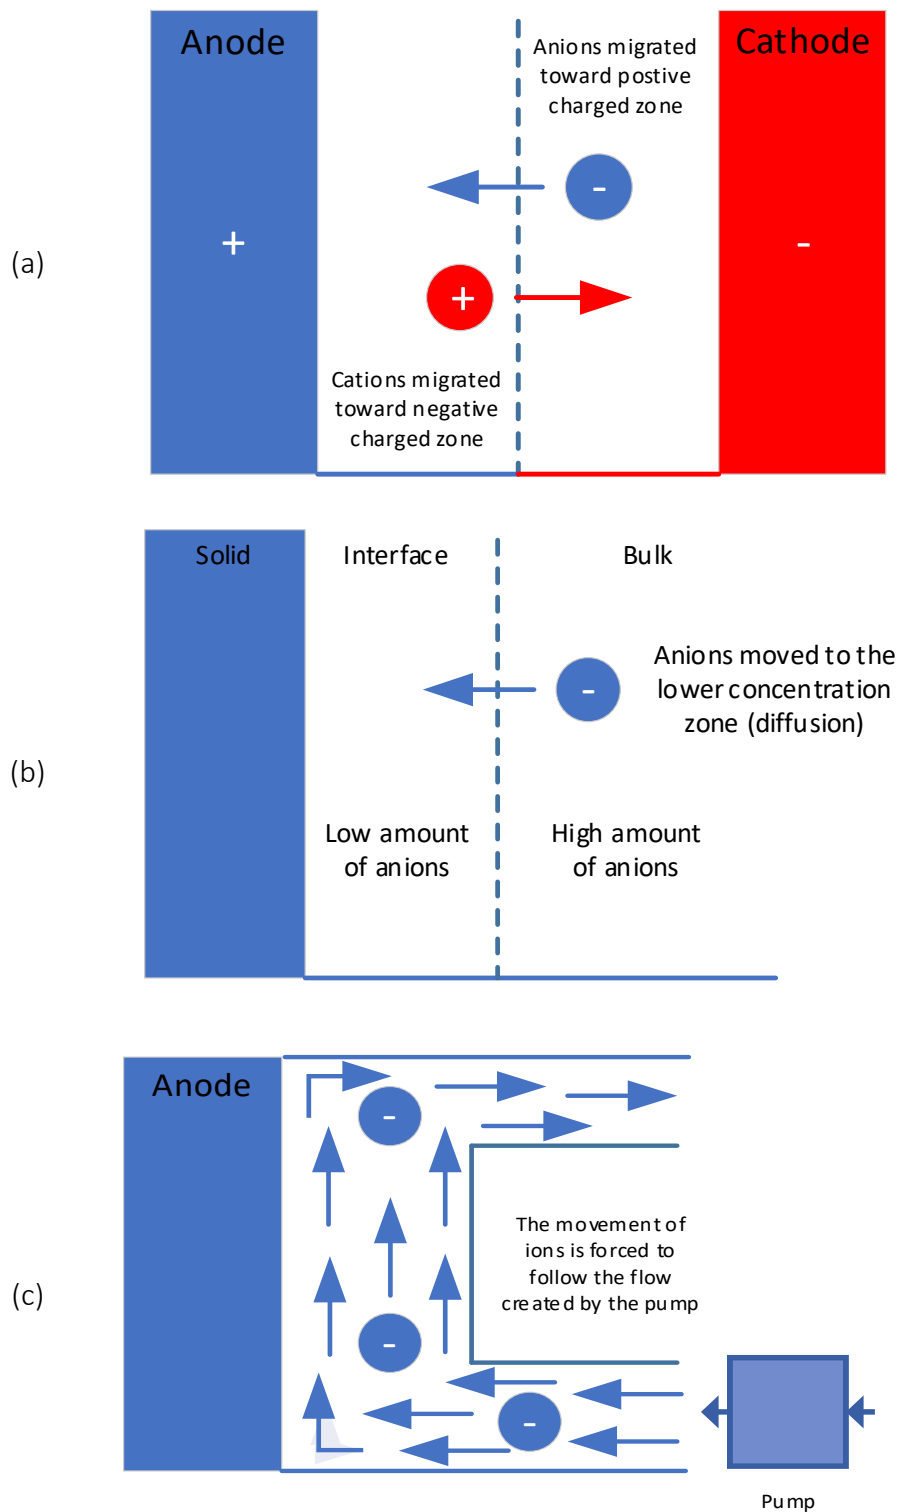 (a)
Anode
+
Anions migrated
toward postive
charged zone
-
+
Cations migrated
toward negative
charged zone
Cathode
-
(b)
Solid
Interface
Bulk
-
Anions moved to the
lower concentration
zone (diffusion)
Low amount
of anions
High amount
of anions
(c)
Anode
-
The movement of
ions is forced to
follow the flow
created by the pump
-
-
Pump